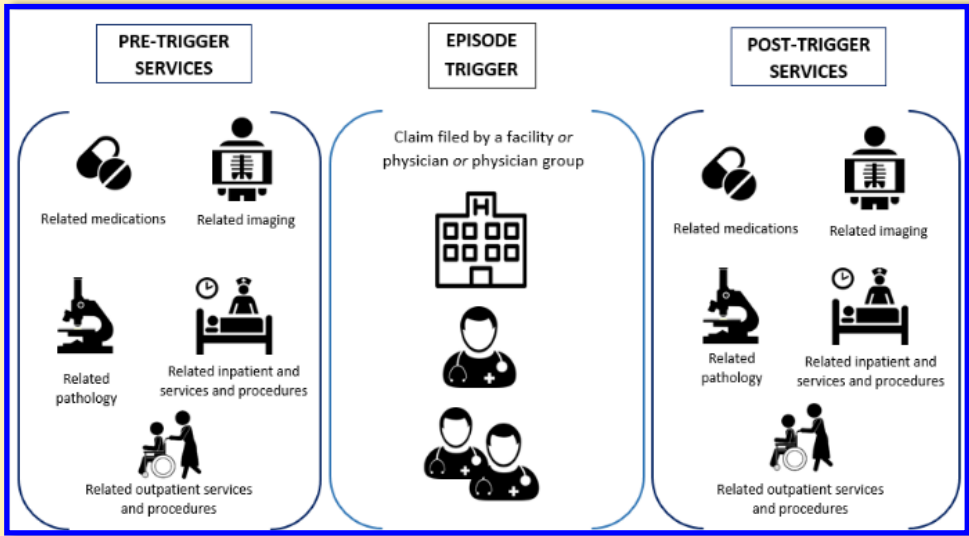 PRE-TRIGGER
SERVICES
Related medications
Related imaging
Related
pathology
Related inpatient and
services and procedures
Related outpatient services
and procedures
EPISODE
TRIGGER
Claim filed by a facility or
physician or physician group
H
POST-TRIGGER
SERVICES
Related medications
Related imaging
Related
pathology
Related inpatient and
services and procedures
Related outpatient services
and procedures